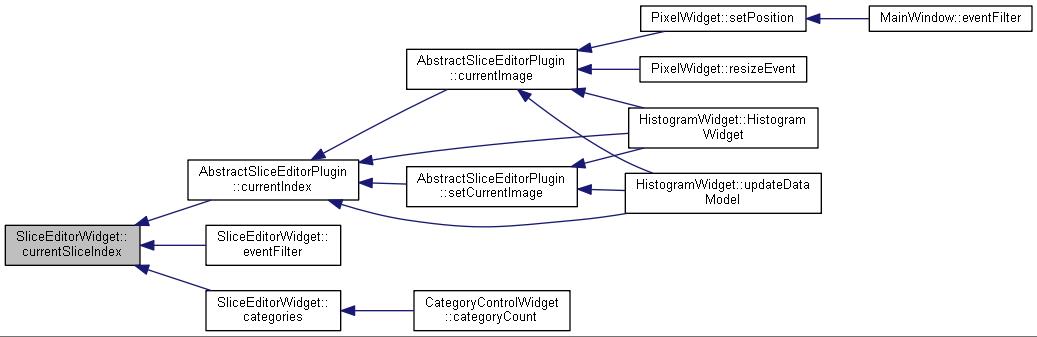 PixelWidget::setPosition
MainWindow::eventFilter
AbstractSliceEditorPlugin
::currentImage
PixelWidget::resizeEvent
HistogramWidget::Histogram
Widget
AbstractSliceEditorPlugin
::currentIndex
AbstractSliceEditorPlugin
::setCurrentImage
HistogramWidget::updateData
Model
SliceEditorWidget::
currentSliceIndex
SliceEditorWidget::
eventFilter
SliceEditorWidget::
categories
CategoryControlWidget
::categoryCount